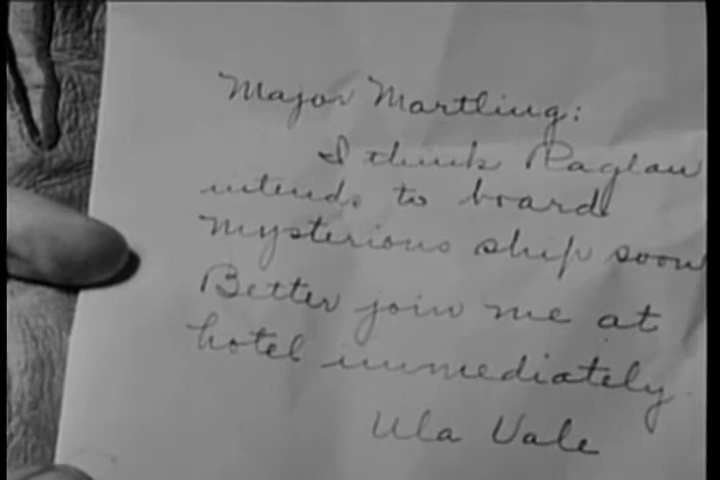 Major Martling:
I think Raglan
intends to board
mysterious ship soon
Better join me at
hotel immediately.
Ula Vale